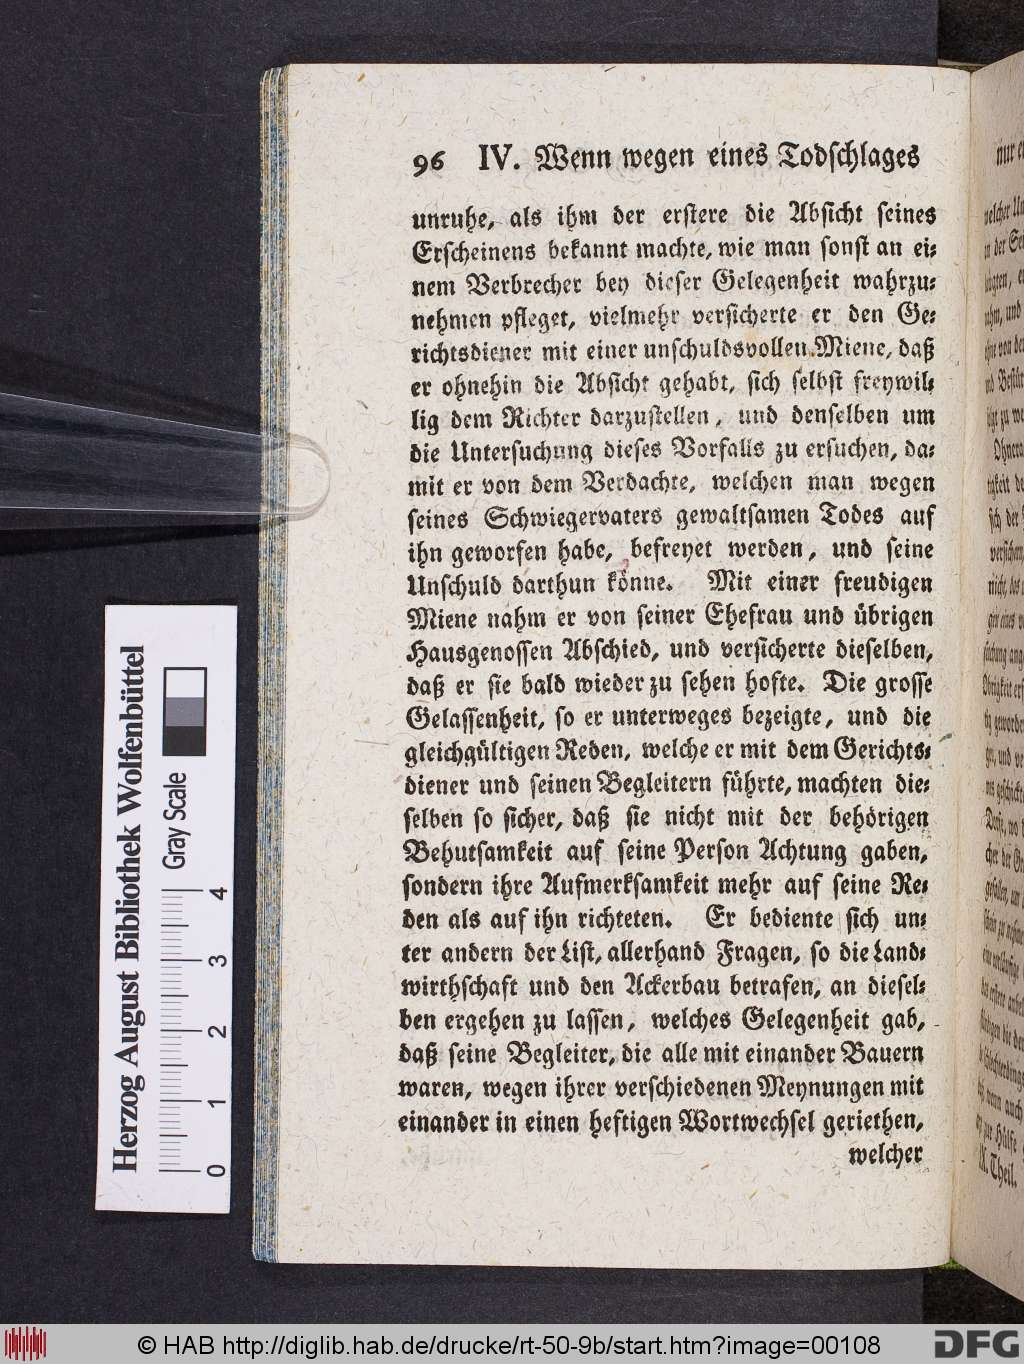 96 IV. Wenn wegen eines Todschlages
unruhe, als ihm der erstere die Absicht seines
Erscheinens bekannt machte, wie man sonst an ei-
nem Verbrecher bey dieser Gelegenheit wahrzu-
nehmen pfleget, vielmehr versicherte er den Ge-
richtsdiener mit einer unschuldsvollen Miene, daß
er ohnehin die Absicht gehabt, sich selbst freywil-
lig dem Richter darzustellen, und denselben um
die Untersuchung dieses Vorfalls zu ersuchen, da-
mit er von dem Verdachte, welchen man wegen
seines Schwiegervaters gewaltsamen Todes auf
ihn geworfen habe, befreyet werden, und seine
Unschuld darthun könne. Mit einer freudigen
Miene nahm er von seiner Ehefrau und übrigen
Hausgenossen Abschied, und versicherte dieselben,
daß er sie bald wieder zu sehen hofte. Die grosse
Gelassenheit, so er unterweges bezeigte, und die
gleichgültigen Reden, welche er mit dem Gerichts-
diener und seinen Begleitern führte, machten die-
selben so sicher, daß sie nicht mit der behörigen
Behutsamkeit auf seine Person Achtung gaben,
sondern ihre Aufmerksamkeit mehr auf seine Re-
den als auf ihn richteten. Er bediente sich un-
ter andern der List, allerhand Fragen, so die Land-
wirthschaft und den Ackerbau betrafen, an diesel-
ben ergehen zu lassen, welches Gelegenheit gab,
daß seine Begleiter, die alle mit einander Bauern
waren, wegen ihrer verschiedenen Meynungen mit
einander in einen heftigen Wortwechsel geriethen,
welcher
Herzog August Bibliothek Wolfenbüttel
Gray Scale
0 1 2 3 4
IX. Theil.
© HAB http://diglib.hab.de/drucke/rt-50-9b/start.htm?image=00108
DFG